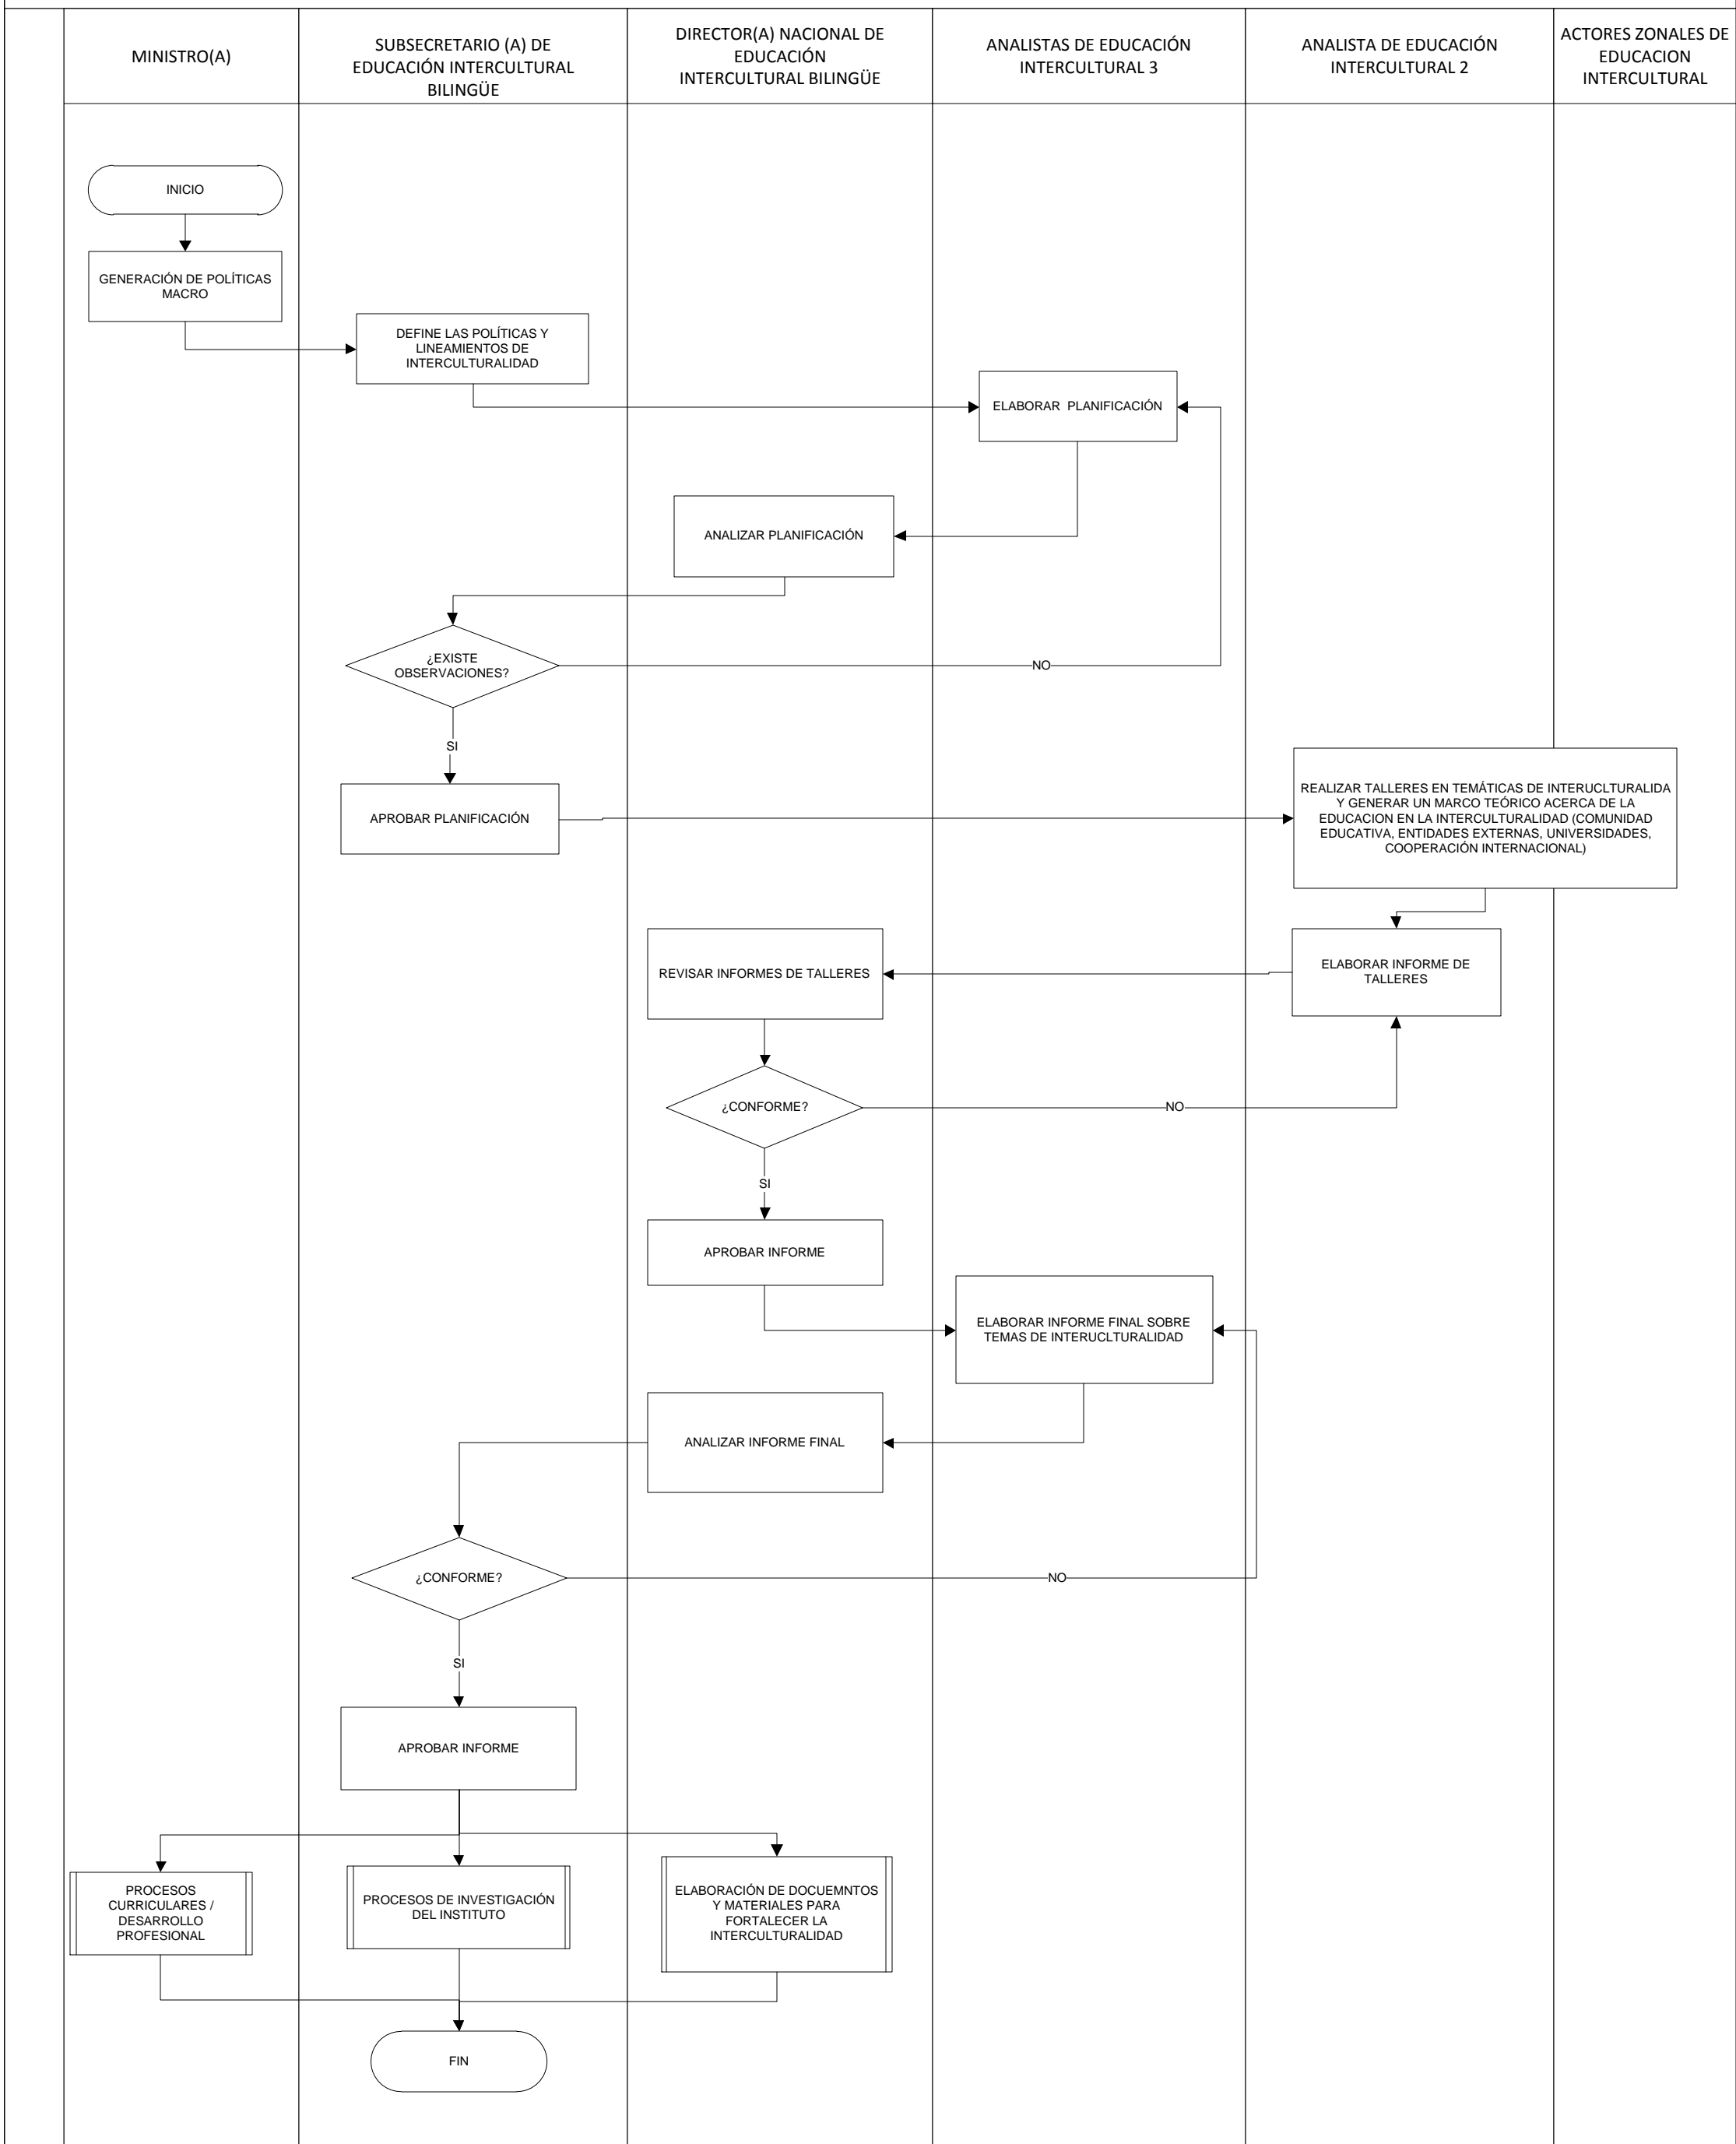 MINISTRO(A)
SUBSECRETARIO (A) DE
EDUCACIÓN INTERCULTURAL
BILINGÜE
DIRECTOR(A) NACIONAL DE
EDUCACIÓN
INTERCULTURAL BILINGÜE
ANALISTAS DE EDUCACIÓN
INTERCULTURAL 3
ANALISTA DE EDUCACIÓN
INTERCULTURAL 2
ACTORES ZONALES DE
EDUCACION
INTERCULTURAL
INICIO
GENERACIÓN DE POLÍTICAS
MACRO
DEFINE LAS POLÍTICAS Y
LINEAMIENTOS DE
INTERCULTURALIDAD
ELABORAR PLANIFICACIÓN
ANALIZAR PLANIFICACIÓN
¿EXISTE
OBSERVACIONES?
NO
SI
APROBAR PLANIFICACIÓN
REALIZAR TALLERES EN TEMÁTICAS DE INTERUCLTURALIDA
Y GENERAR UN MARCO TEÓRICO ACERCA DE LA
EDUCACION EN LA INTERCULTURALIDAD (COMUNIDAD
EDUCATIVA, ENTIDADES EXTERNAS, UNIVERSIDADES,
COOPERACIÓN INTERNACIONAL)
ELABORAR INFORME DE
TALLERES
REVISAR INFORMES DE TALLERES
¿CONFORME?
NO
SI
APROBAR INFORME
ELABORAR INFORME FINAL SOBRE
TEMAS DE INTERUCLTURALIDAD
ANALIZAR INFORME FINAL
¿CONFORME?
NO
SI
APROBAR INFORME
PROCESOS
CURRICULARES /
DESARROLLO
PROFESIONAL
PROCESOS DE INVESTIGACIÓN
DEL INSTITUTO
ELABORACIÓN DE DOCUEMNTOS
Y MATERIALES PARA
FORTALECER LA
INTERCULTURALIDAD
FIN